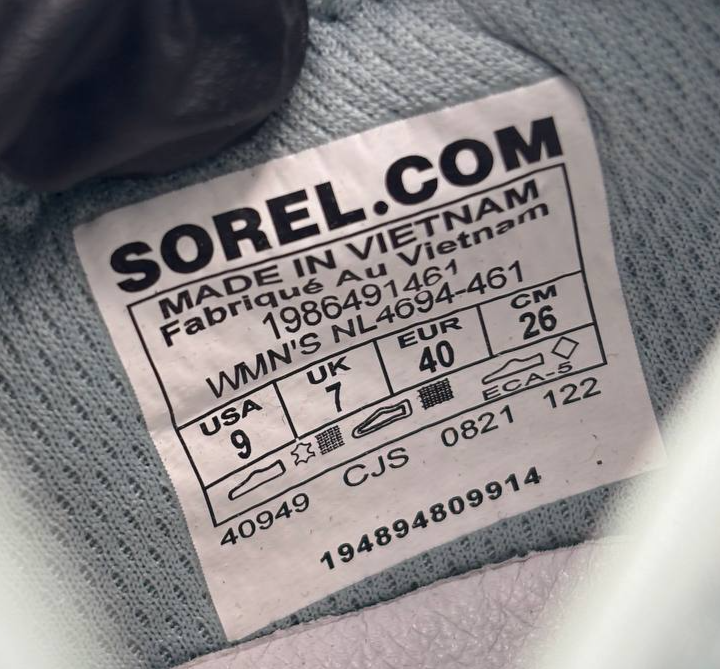 SOREL.COM
MADE IN VIETNAM
Fabriqué Au Vietnam
1986491461
WMN'S NL4694-461
USA UK EUR CM
9 7 40 26
ECA-5
40949 CJS 0821 122
194894809914